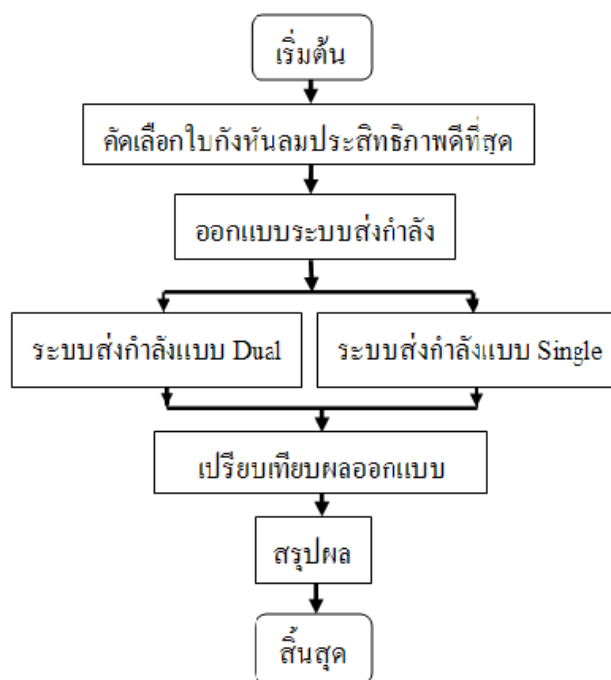 เริ่มต้น
คัดเลือกใบกังหันลมประสิทธิภาพดีที่สุด
ออกแบบระบบส่งกำลัง
ระบบส่งกำลังแบบ Dual
ระบบส่งกำลังแบบ Single
เปรียบเทียบผลออกแบบ
สรุปผล
สิ้นสุด